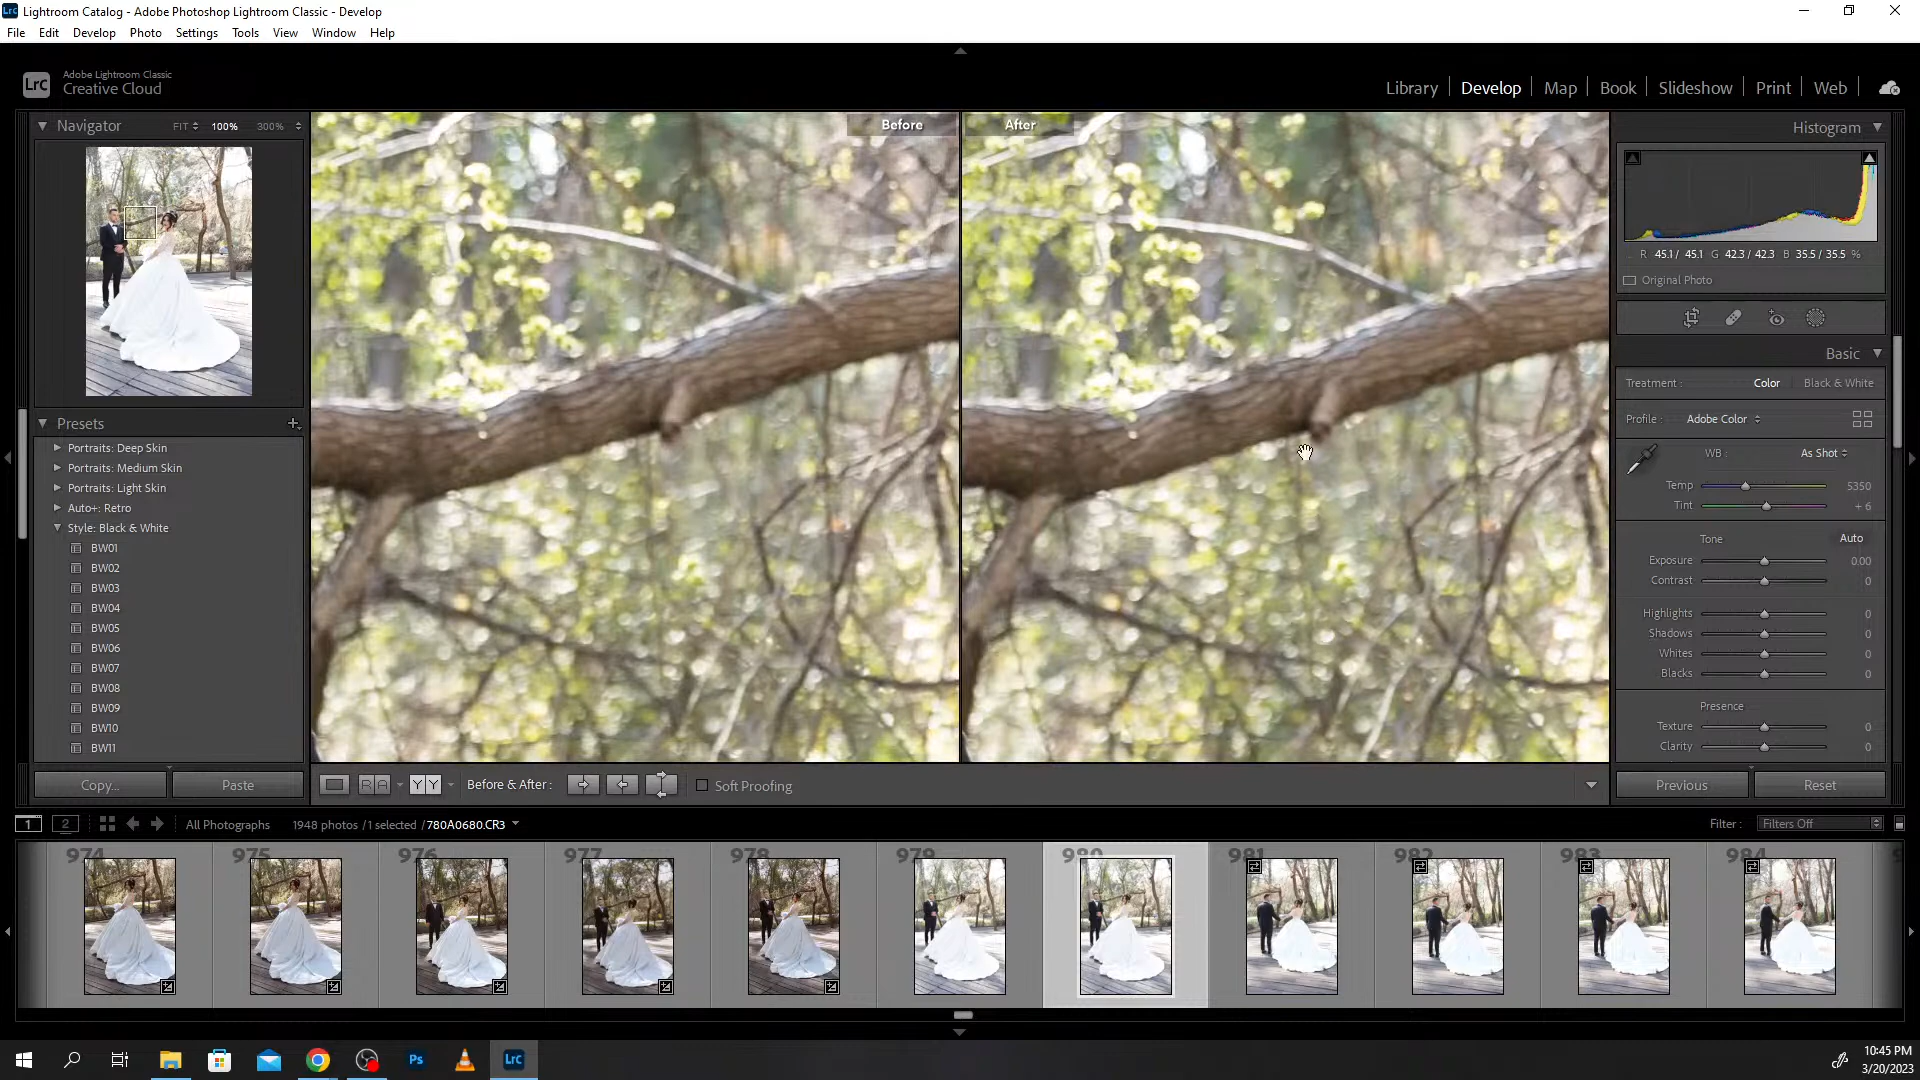 Lrc Lightroom Catalog - Adobe Photoshop Lightroom Classic - Develop
File Edit Develop Photo Settings Tools View Window Help
LrC
Adobe Lightroom Classic
Creative Cloud
Library Develop Map Book Slideshow Print Web
Navigator FIT 100% 300%
Before After
Histogram
R 45.1 / 45.1 G 42.3 / 42.3 B 35.5 / 35.5 %
Original Photo
Basic
Treatment : Color Black & White
Profile : Adobe Color
WB : As Shot
Temp 5350
Tint + 6
Tone Auto
Exposure 0.00
Contrast 0
Highlights 0
Shadows 0
Whites 0
Blacks 0
Presence
Texture 0
Clarity 0
Presets
Portraits: Deep Skin
Portraits: Medium Skin
Portraits: Light Skin
Auto+: Retro
Style: Black & White
BW01
BW02
BW03
BW04
BW05
BW06
BW07
BW08
BW09
BW10
BW11
Copy... Paste
R A Y Y Before & After : Soft Proofing
Previous Reset
1 2 All Photographs 1948 photos / 1 selected / 780A0680.CR3
Filter : Filters Off
974 975 976 977 978 979 980 981 982 983 984
Ps LrC
10:45 PM
3/20/2023